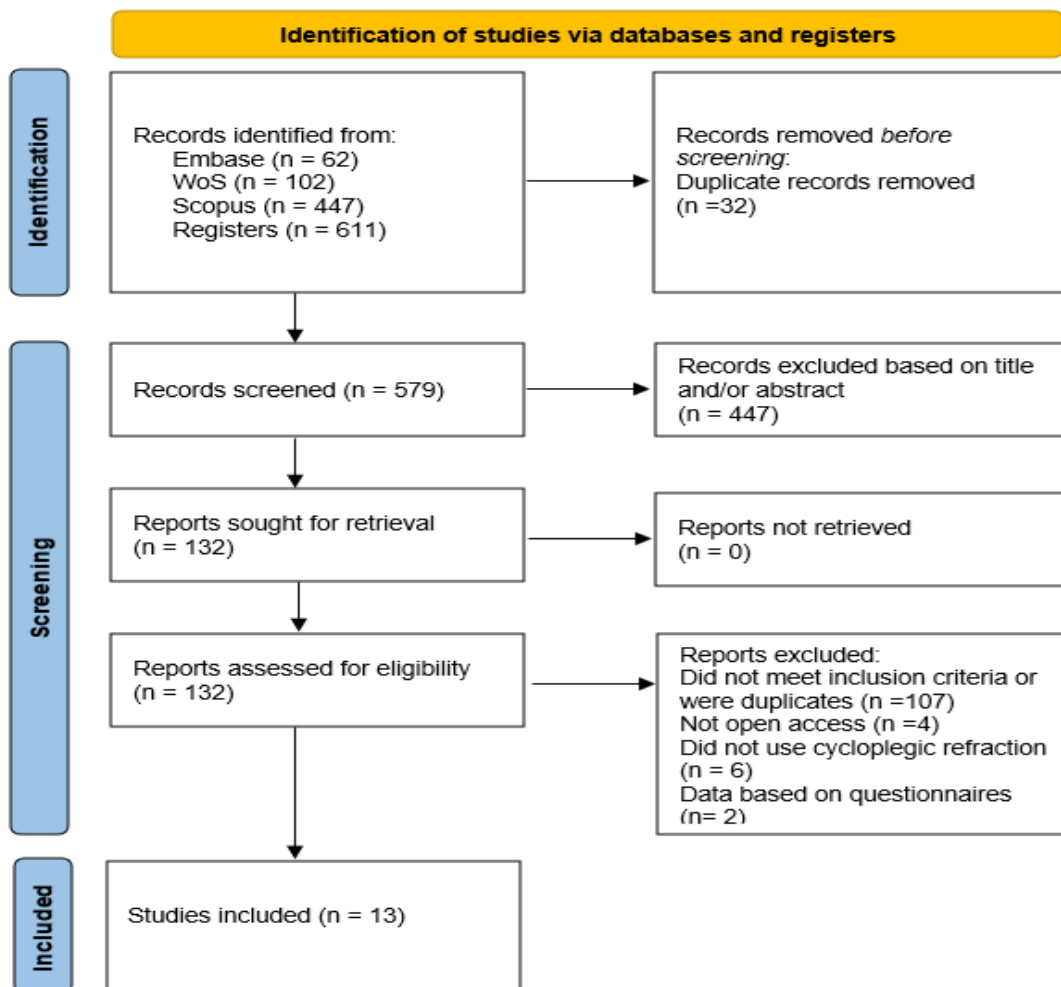 Identification of studies via databases and registers
Identification
Records identified from:
Embase (n = 62)
WoS (n = 102)
Scopus (n = 447)
Registers (n = 611)
Records removed before
screening:
Duplicate records removed
(n =32)
Screening
Records screened (n = 579)
Records excluded based on title
and/or abstract
(n = 447)
Reports sought for retrieval
(n = 132)
Reports not retrieved
(n = 0)
Reports assessed for eligibility
(n = 132)
Reports excluded:
Did not meet inclusion criteria or
were duplicates (n =107)
Not open access (n =4)
Did not use cycloplegic refraction
(n = 6)
Data based on questionnaires
(n= 2)
Included
Studies included (n = 13)